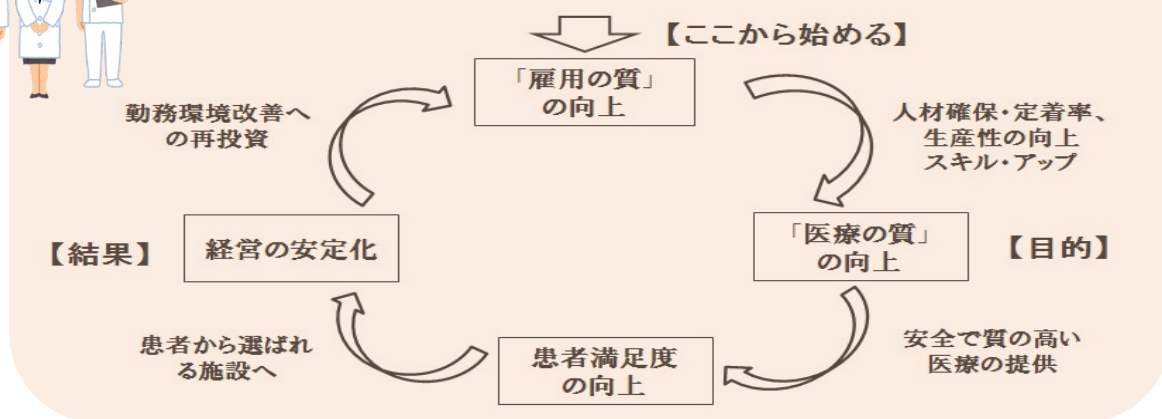 【ここから始める】
「雇用の質」
の向上
人材確保・定着率、
生産性の向上
スキル・アップ
「医療の質」
の向上
【目的】
安全で質の高い
医療の提供
患者満足度
の向上
患者から選ばれ
る施設へ
【結果】
経営の安定化
勤務環境改善へ
の再投資